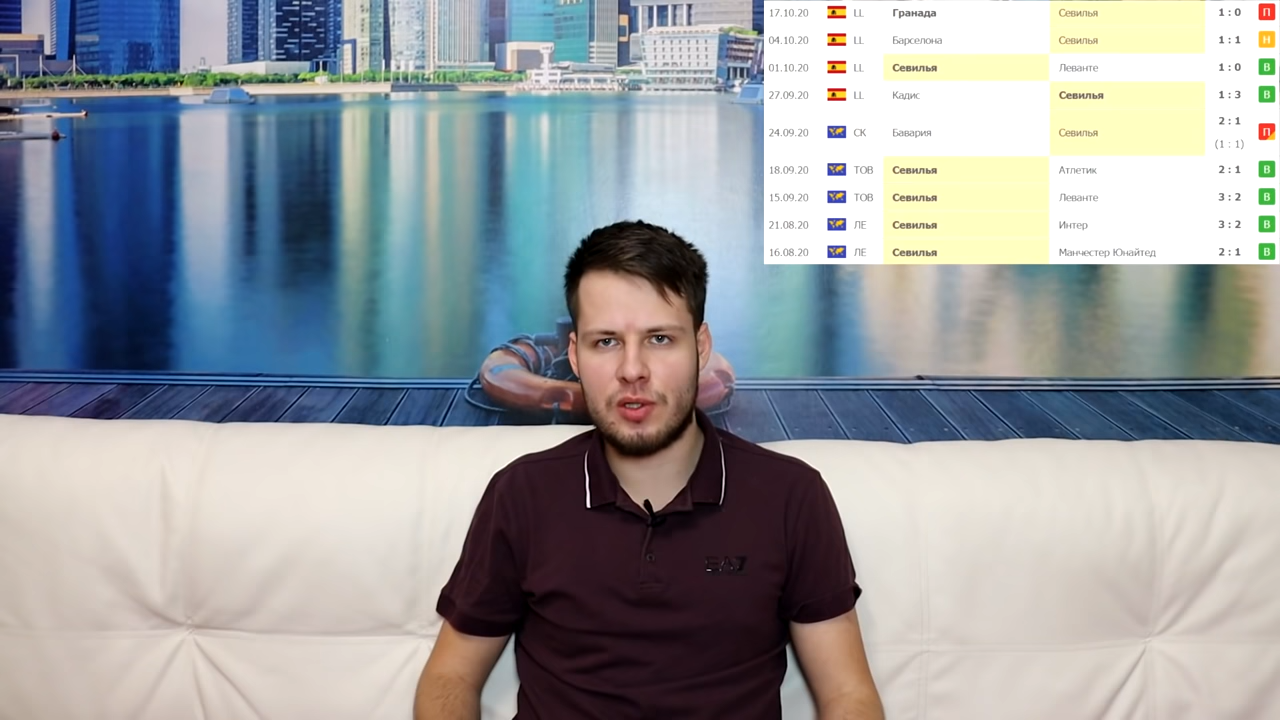 17.10.20 LL Гранада Севилья 1 : 0 П
04.10.20 LL Барселона Севилья 1 : 1 Н
01.10.20 LL Севилья Леванте 1 : 0 В
27.09.20 LL Кадис Севилья 1 : 3 В
24.09.20 СК Бавария Севилья 2 : 1 (1 : 1) П
18.09.20 ТОВ Севилья Атлетик 2 : 1 В
15.09.20 ТОВ Севилья Леванте 3 : 2 В
21.08.20 ЛЕ Севилья Интер 3 : 2 В
16.08.20 ЛЕ Севилья Манчестер Юнайтед 2 : 1 В
EA7